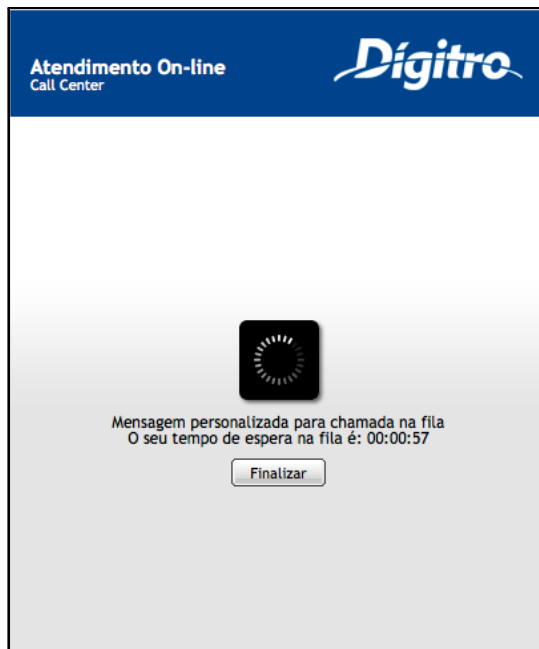 Atendimento On-line
Call Center
Dígitro
Mensagem personalizada para chamada na fila
O seu tempo de espera na fila é: 00:00:57
Finalizar